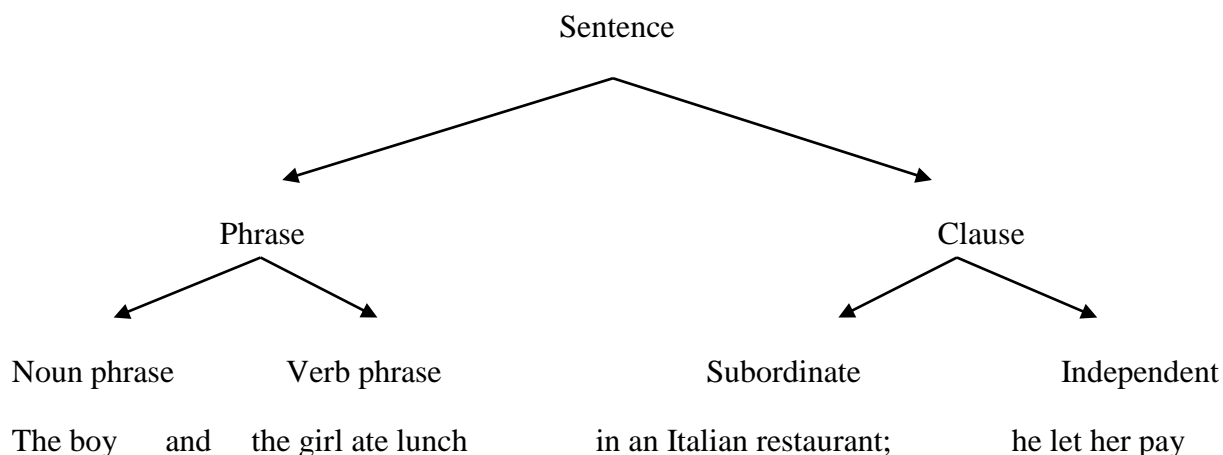 Sentence
Phrase Clause
Noun phrase Verb phrase Subordinate Independent
The boy and the girl ate lunch in an Italian restaurant; he let her pay